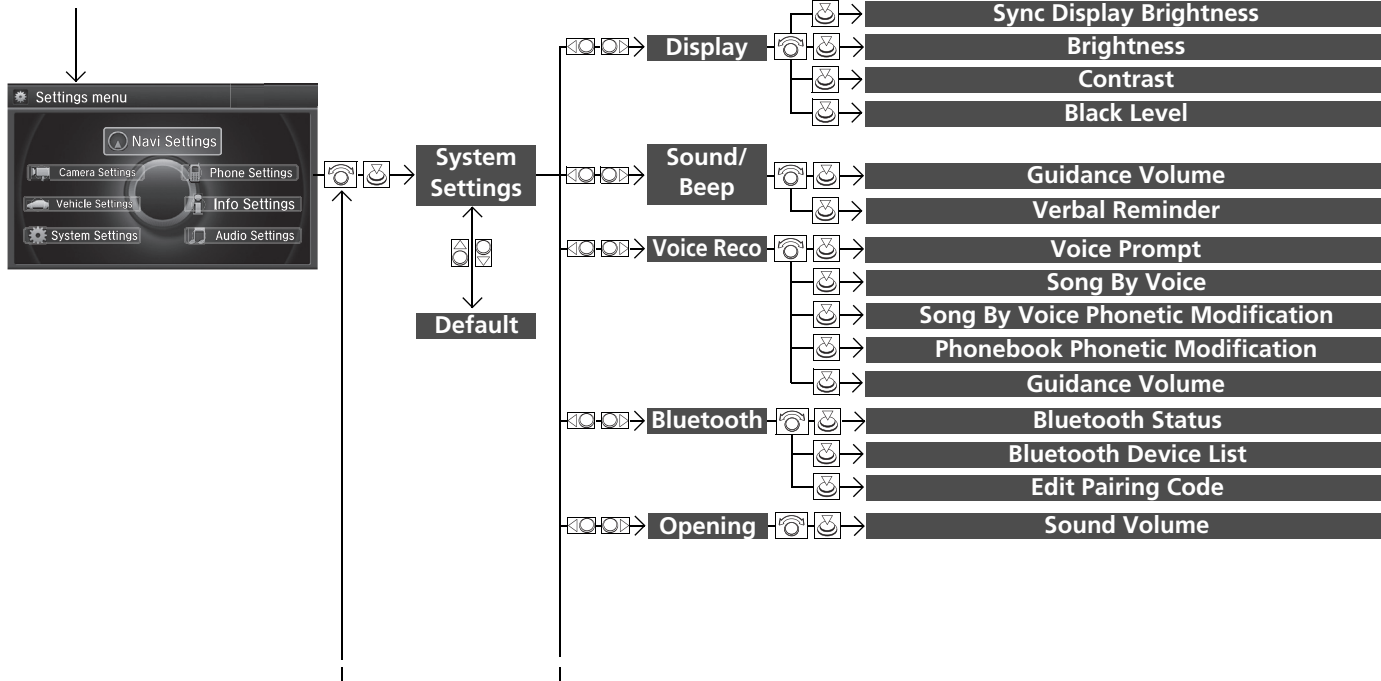 Settings menu
Navi Settings
Camera Settings
Phone Settings
Vehicle Settings
Info Settings
System Settings
Audio Settings
System
Settings
Default
Display
Sync Display Brightness
Brightness
Contrast
Black Level
Sound/
Beep
Guidance Volume
Verbal Reminder
Voice Reco
Voice Prompt
Song By Voice
Song By Voice Phonetic Modification
Phonebook Phonetic Modification
Guidance Volume
Bluetooth
Bluetooth Status
Bluetooth Device List
Edit Pairing Code
Opening
Sound Volume